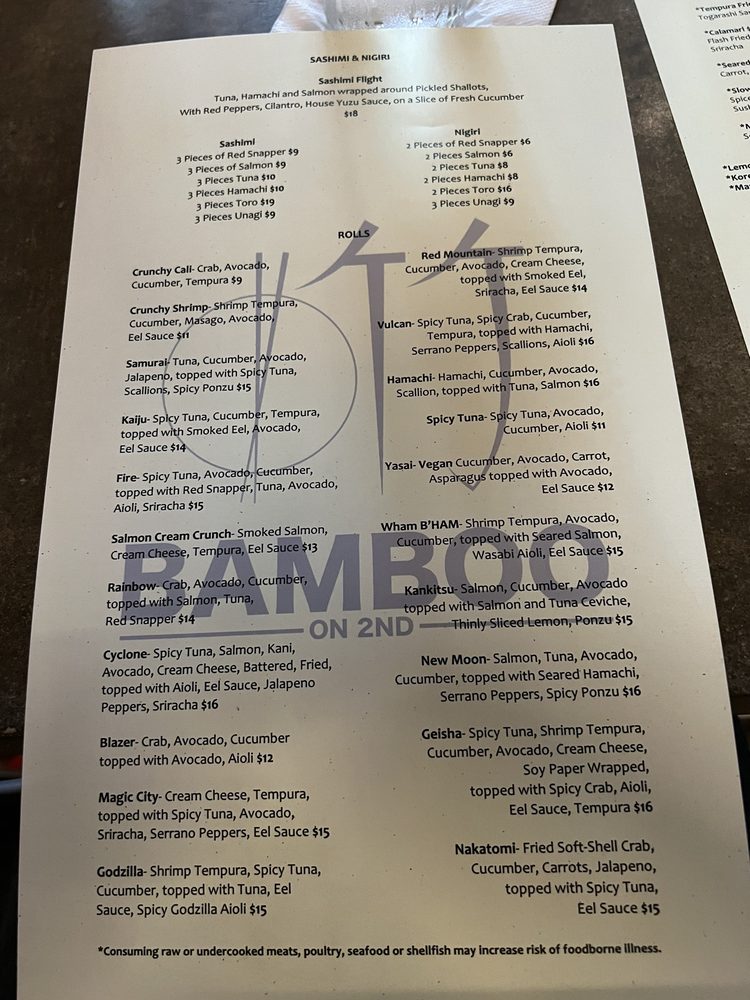 SASHIMI & NIGIRI
Sashimi Flight
Tuna, Hamachi and Salmon wrapped around Pickled Shallots,
With Red Peppers, Cilantro, House Yuzu Sauce, on a Slice of Fresh Cucumber
$18
Sashimi
3 Pieces of Red Snapper $9
3 Pieces of Salmon $9
3 Pieces Tuna $10
3 Pieces Hamachi $10
3 Pieces Toro $19
3 Pieces Unagi $9
Nigiri
2 Pieces of Red Snapper $6
2 Pieces Salmon $6
2 Pieces Tuna $8
2 Pieces Hamachi $8
2 Pieces Toro $16
3 Pieces Unagi $9
ROLLS
Crunchy Cali- Crab, Avocado,
Cucumber, Tempura $9
Crunchy Shrimp- Shrimp Tempura,
Cucumber, Masago, Avocado,
Eel Sauce $11
Samurai- Tuna, Cucumber, Avocado,
Jalapeno, topped with Spicy Tuna,
Scallions, Spicy Ponzu $15
Kaiju- Spicy Tuna, Cucumber, Tempura,
topped with Smoked Eel, Avocado,
Eel Sauce $14
Fire- Spicy Tuna, Avocado, Cucumber,
topped with Red Snapper, Tuna, Avocado,
Aioli, Sriracha $15
Salmon Cream Crunch- Smoked Salmon,
Cream Cheese, Tempura, Eel Sauce $13
Rainbow- Crab, Avocado, Cucumber,
topped with Salmon, Tuna,
Red Snapper $14
Cyclone- Spicy Tuna, Salmon, Kani,
Avocado, Cream Cheese, Battered, Fried,
topped with Aioli, Eel Sauce, Jalapeno
Peppers, Sriracha $16
Blazer- Crab, Avocado, Cucumber
topped with Avocado, Aioli $12
Magic City- Cream Cheese, Tempura,
topped with Spicy Tuna, Avocado,
Sriracha, Serrano Peppers, Eel Sauce $15
Godzilla- Shrimp Tempura, Spicy Tuna,
Cucumber, topped with Tuna, Eel
Sauce, Spicy Godzilla Aioli $15
Red Mountain- Shrimp Tempura,
Cucumber, Avocado, Cream Cheese,
topped with Smoked Eel,
Sriracha, Eel Sauce $14
Vulcan- Spicy Tuna, Spicy Crab, Cucumber,
Tempura, topped with Hamachi,
Serrano Peppers, Scallions, Aioli $16
Hamachi- Hamachi, Cucumber, Avocado,
Scallion, topped with Tuna, Salmon $16
Spicy Tuna- Spicy Tuna, Avocado,
Cucumber, Aioli $11
Yasai- Vegan Cucumber, Avocado, Carrot,
Asparagus topped with Avocado,
Eel Sauce $12
Wham B'HAM- Shrimp Tempura, Avocado,
Cucumber, topped with Seared Salmon,
Wasabi Aioli, Eel Sauce $15
Kankitsu- Salmon, Cucumber, Avocado
topped with Salmon and Tuna Ceviche,
Thinly Sliced Lemon, Ponzu $15
New Moon- Salmon, Tuna, Avocado,
Cucumber, topped with Seared Hamachi,
Serrano Peppers, Spicy Ponzu $16
Geisha- Spicy Tuna, Shrimp Tempura,
Cucumber, Avocado, Cream Cheese,
Soy Paper Wrapped,
topped with Spicy Crab, Aioli,
Eel Sauce, Tempura $16
Nakatomi- Fried Soft-Shell Crab,
Cucumber, Carrots, Jalapeno,
topped with Spicy Tuna,
Eel Sauce $15
竹
BAMBOO
ON 2ND
*Consuming raw or undercooked meats, poultry, seafood or shellfish may increase risk of foodborne illness.
*Tempura
Togarashi
*Calamari
Flash Fried
Sriracha
*Seared
Carrot,